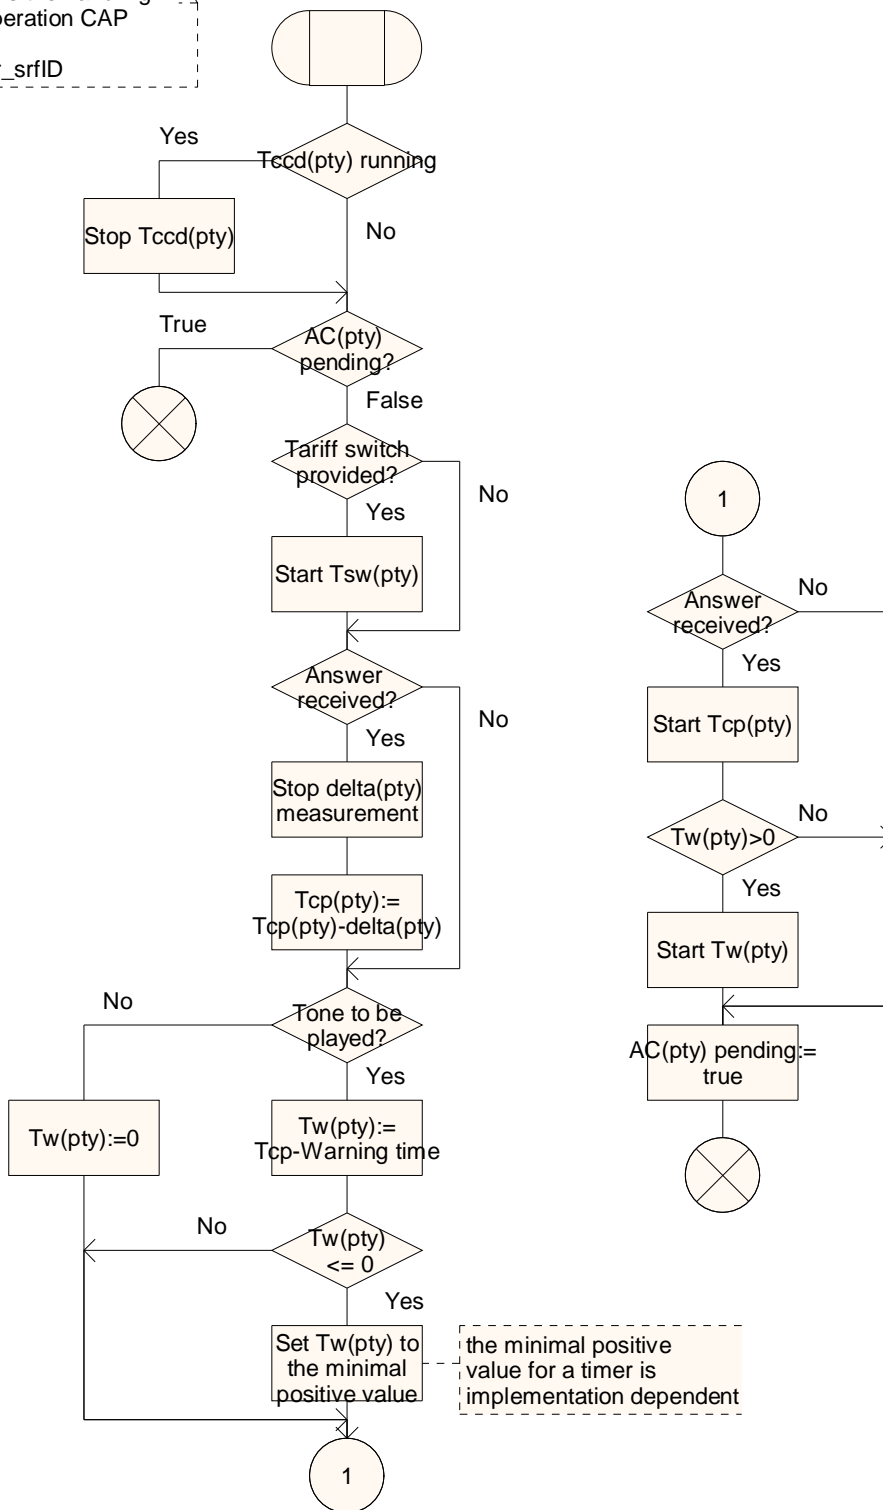 peration CAP
r_srfID
Yes
Tccd(pty) running
Stop Tccd(pty)
No
True
AC(pty)
pending?
False
Tariff switch
provided?
No
Yes
Start Tsw(pty)
Answer
received?
No
Yes
Stop delta(pty)
measurement
Tcp(pty):=
Tcp(pty)-delta(pty)
No
Tone to be
played?
Yes
Tw(pty):=0
Tw(pty):=
Tcp-Warning time
No
Tw(pty)
<= 0
Yes
Set Tw(pty) to
the minimal
positive value
the minimal positive
value for a timer is
implementation dependent
1
1
Answer
received?
No
Yes
Start Tcp(pty)
Tw(pty)>0
No
Yes
Start Tw(pty)
AC(pty) pending:=
true